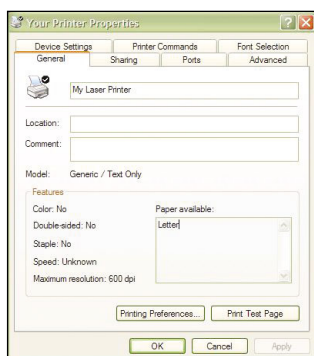 Your Printer Properties
Device Settings Printer Commands Font Selection
General Sharing Ports Advanced
My Laser Printer
Location:
Comment:
Model: Generic / Text Only
Features
Color: No
Paper available:
Double-sided: No
Letter
Staple: No
Speed: Unknown
Maximum resolution: 600 dpi
Printing Preferences... Print Test Page
OK Cancel Apply